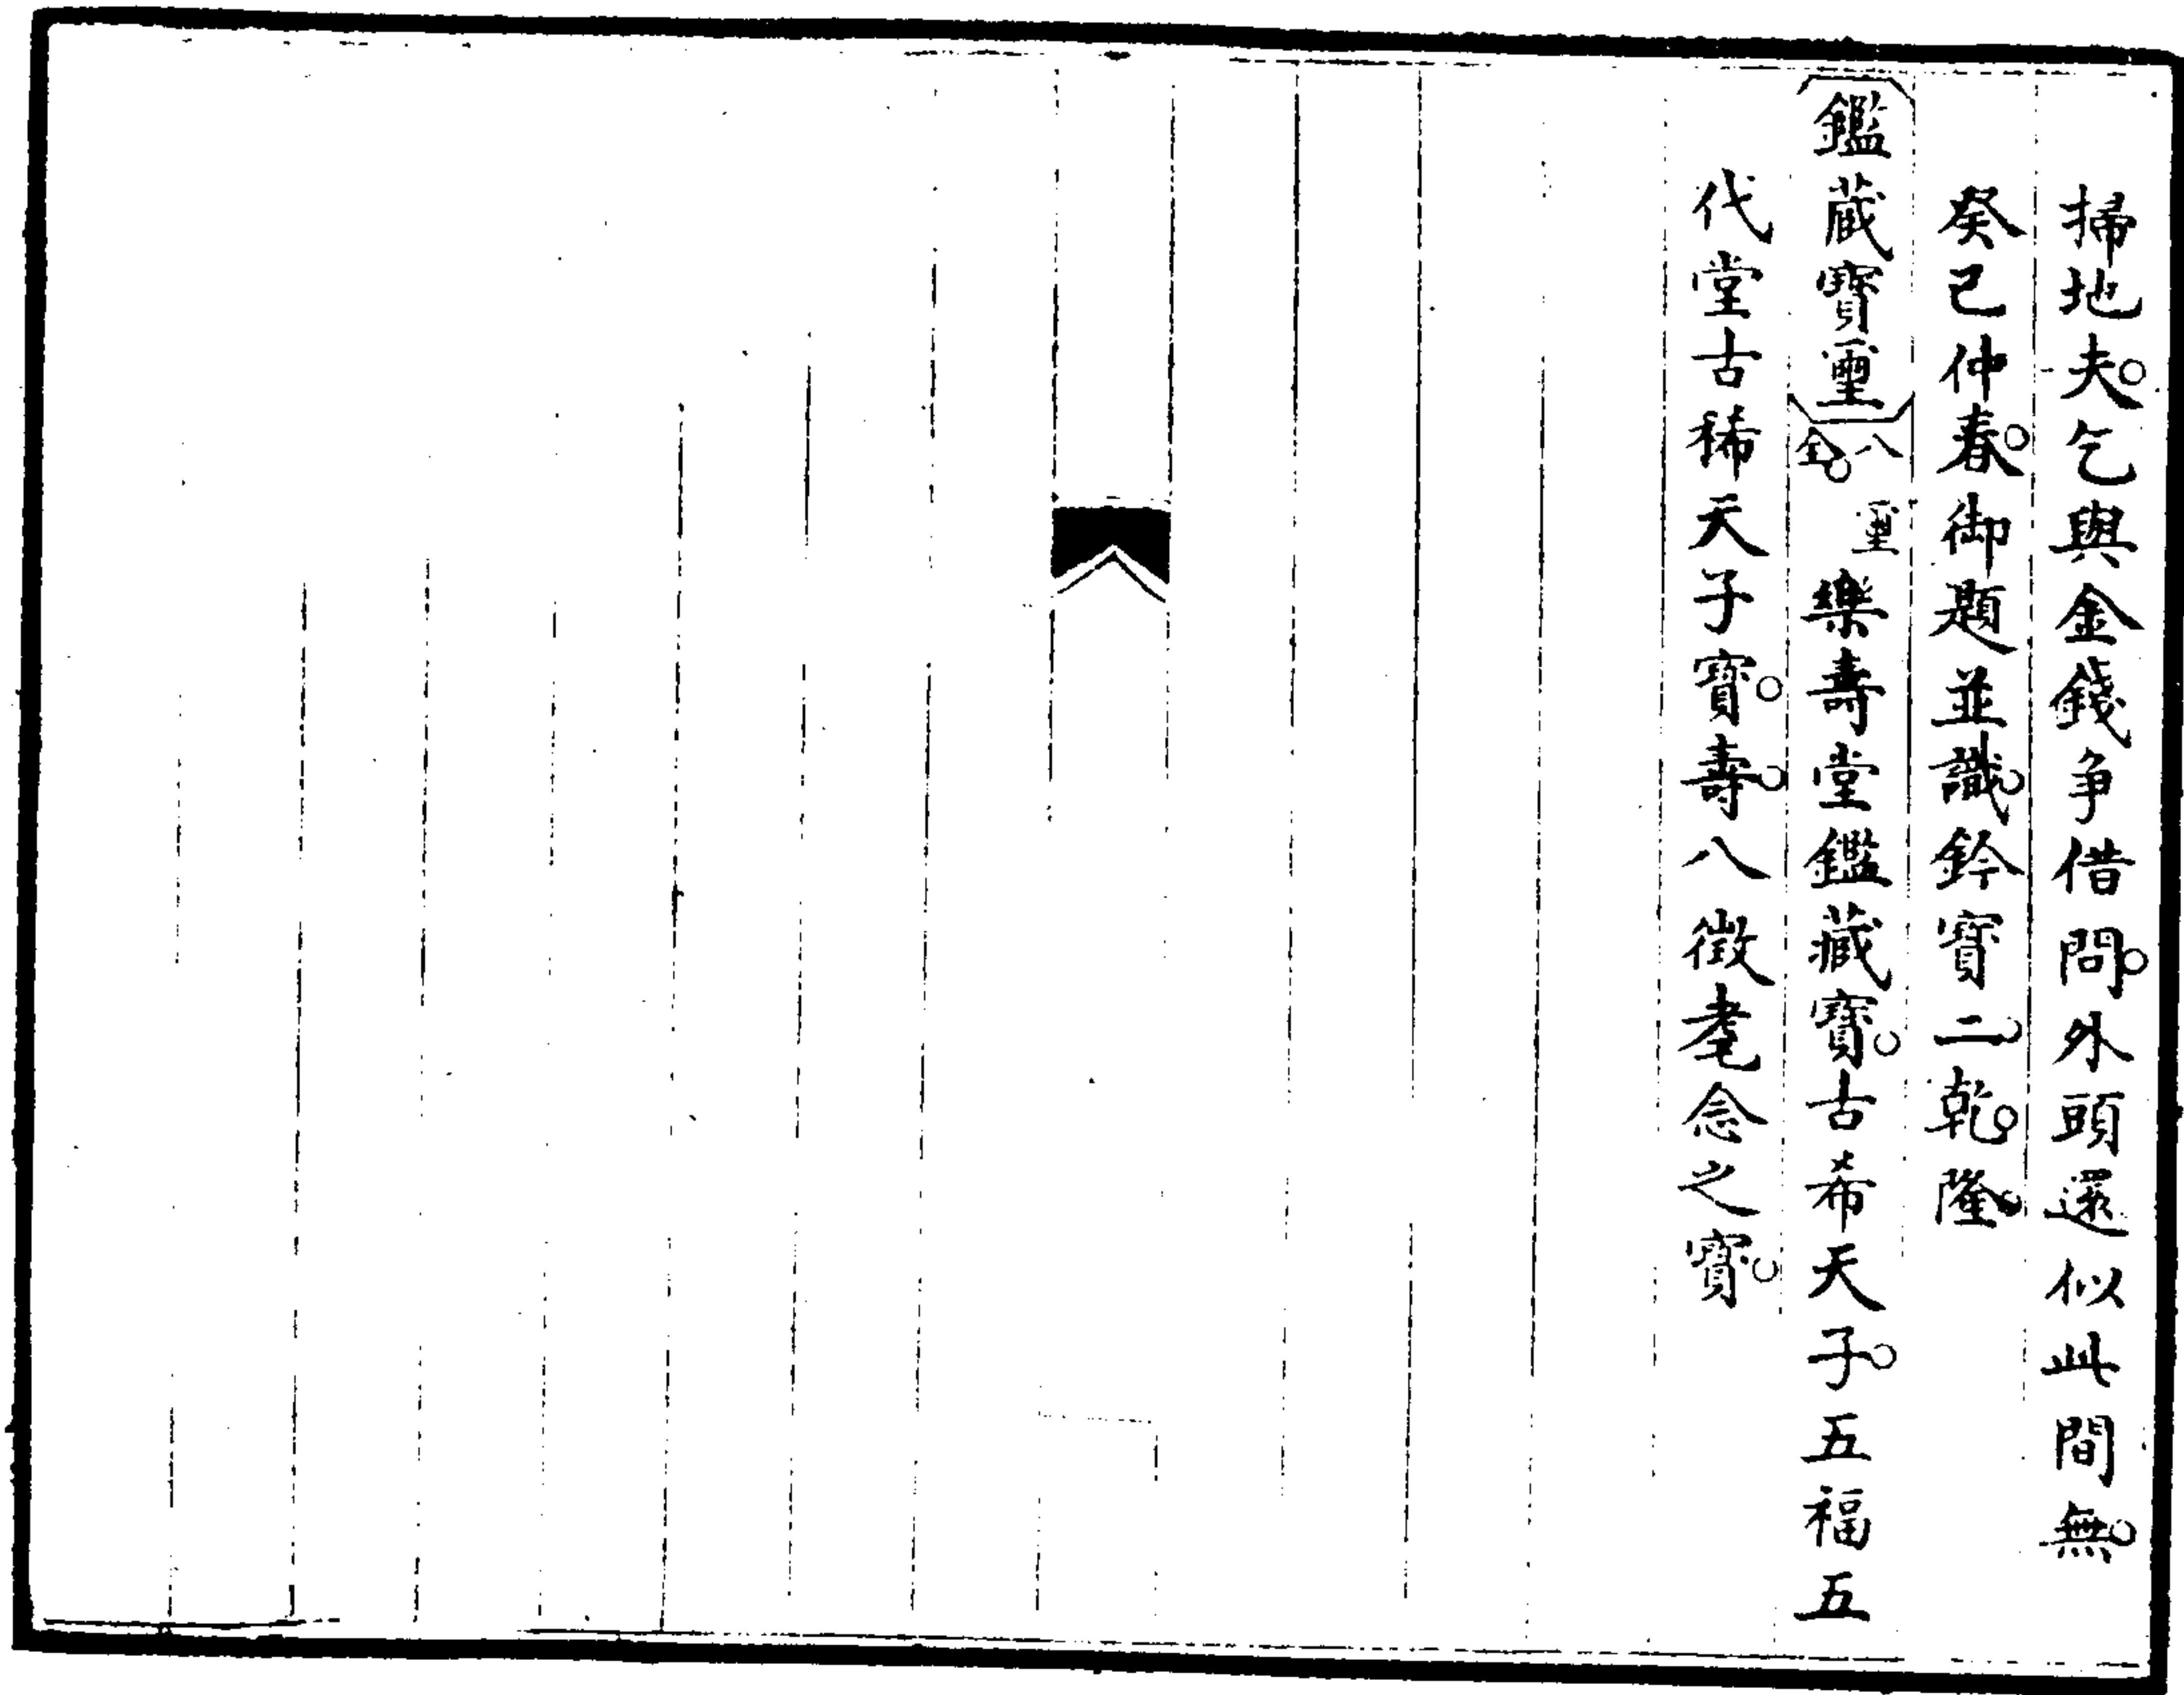 掃地夫。乞與金錢爭借問。外頭還似此間無。
癸己仲春。御題並識。鈐寶二。乾。隆。
鑑藏寶璽 八璽全。 樂壽堂鑑藏寶。古希天子。五福五
代堂古稀天子寶。壽。八徵耄念之寶。